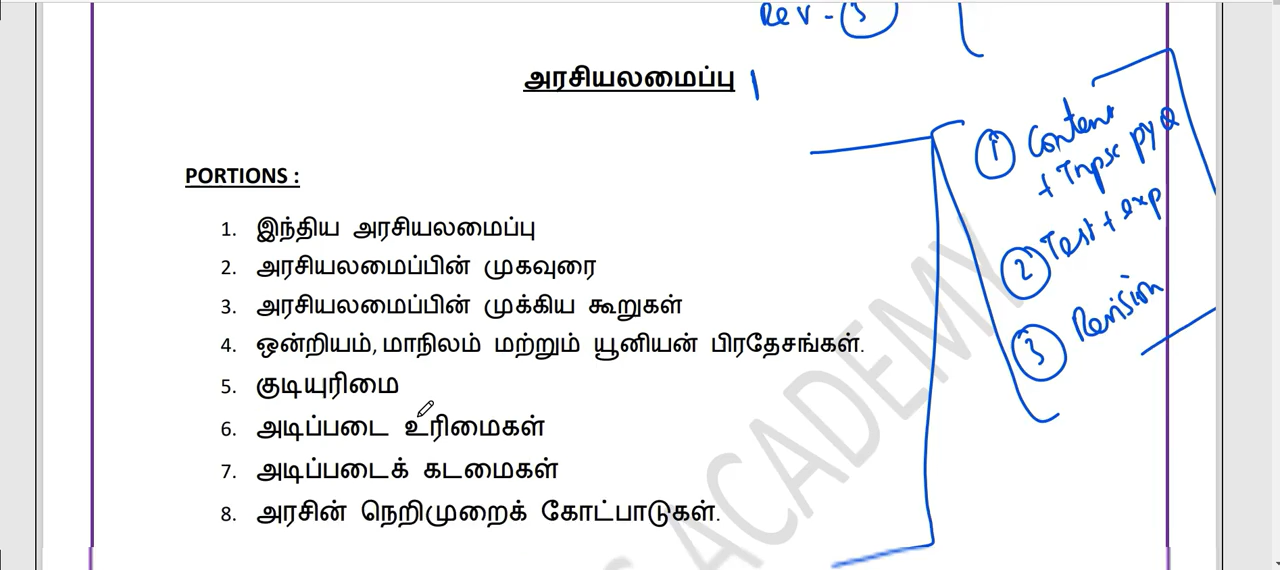 Rev - 3
அரசியலமைப்பு 1
PORTIONS :
1. இந்திய அரசியலமைப்பு
2. அரசியலமைப்பின் முகவுரை
3. அரசியலமைப்பின் முக்கிய கூறுகள்
4. ஒன்றியம், மாநிலம் மற்றும் யூனியன் பிரதேசங்கள்.
5. குடியுரிமை
6. அடிப்படை உரிமைகள்
7. அடிப்படைக் கடமைகள்
8. அரசின் நெறிமுறைக் கோட்பாடுகள்.
1 Content
+ Tnpsc pyQ
2 Test + exp
3 Revision
ACADEMY